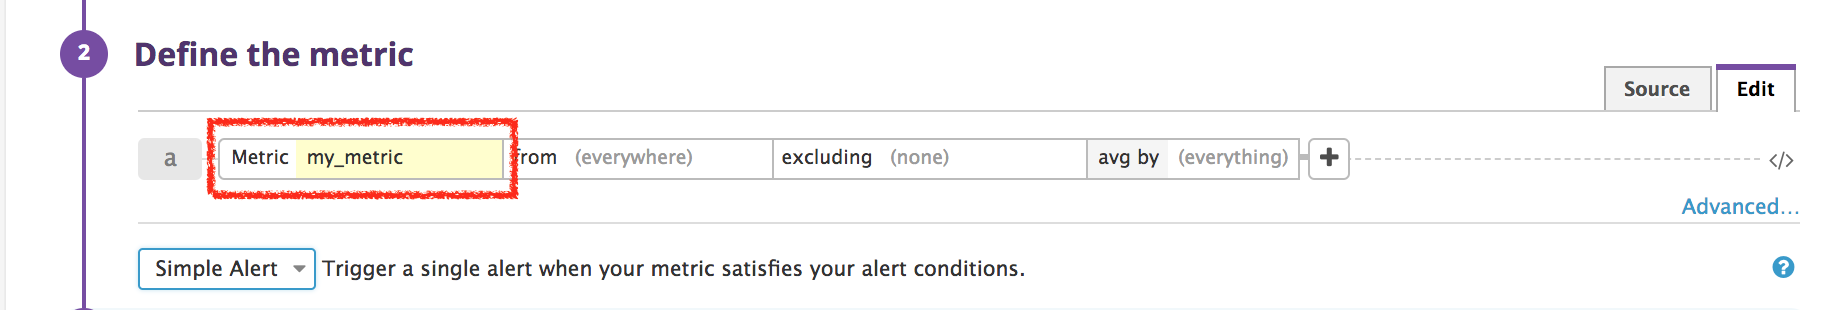 2 Define the metric
Source Edit
a Metric my_metric from (everywhere) excluding (none) avg by (everything) + </>
Advanced...
Simple Alert Trigger a single alert when your metric satisfies your alert conditions. ?